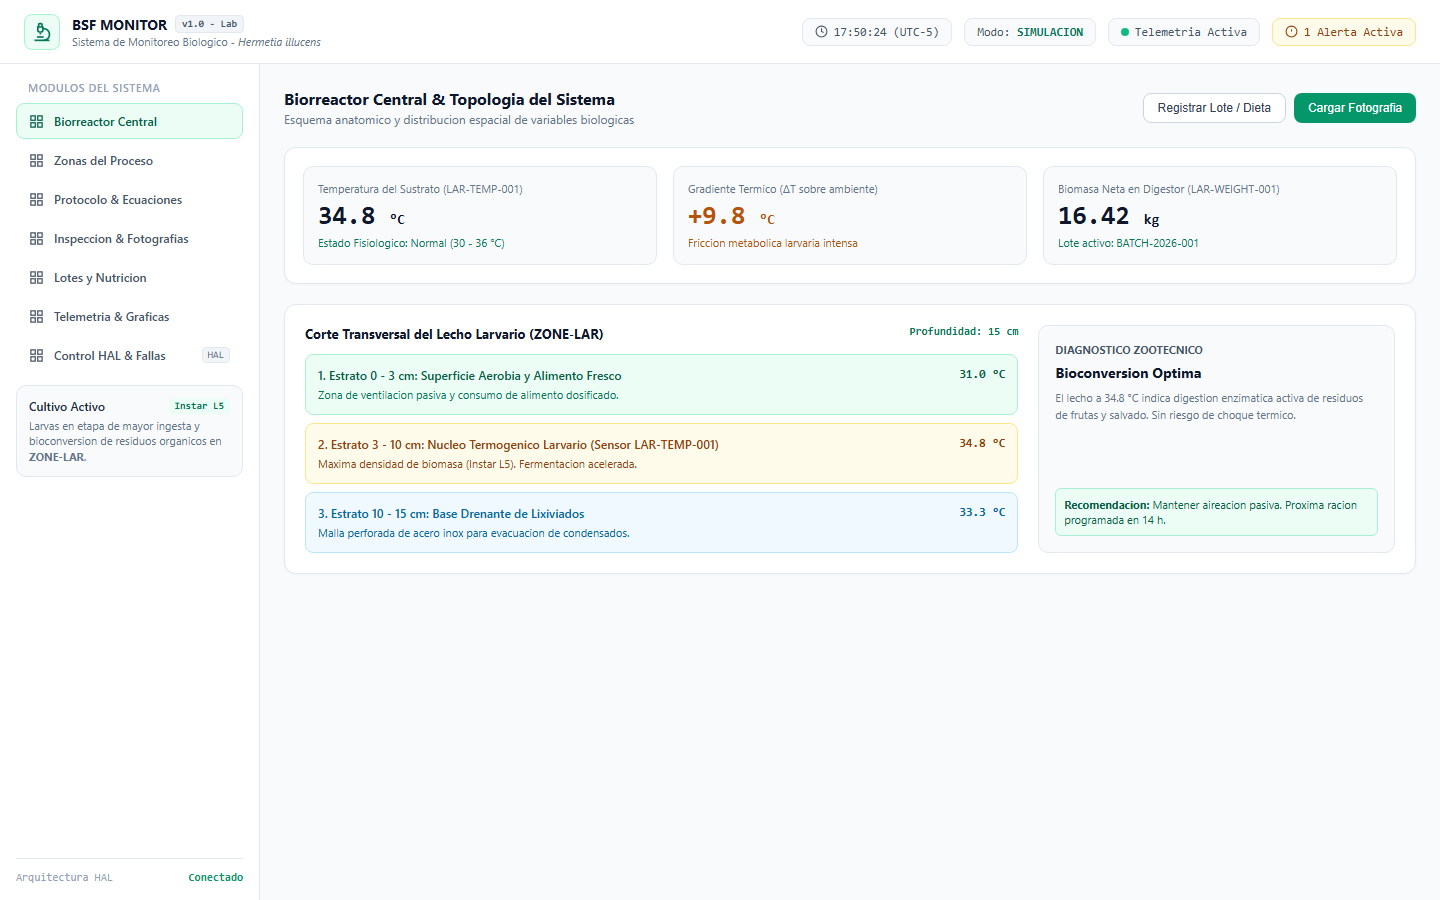 BSF MONITOR v1.0 - Lab
Sistema de Monitoreo Biologico - Hermetia illucens
17:50:24 (UTC-5)
Modo: SIMULACION
Telemetria Activa
1 Alerta Activa
MODULOS DEL SISTEMA
Biorreactor Central
Zonas del Proceso
Protocolo & Ecuaciones
Inspeccion & Fotografias
Lotes y Nutricion
Telemetria & Graficas
Control HAL & Fallas HAL
Cultivo Activo Instar L5
Larvas en etapa de mayor ingesta y
bioconversion de residuos organicos en
ZONE-LAR.
Arquitectura HAL Conectado
Biorreactor Central & Topologia del Sistema
Esquema anatomico y distribucion espacial de variables biologicas
Registrar Lote / Dieta
Cargar Fotografia
Temperatura del Sustrato (LAR-TEMP-001)
34.8 °C
Estado Fisiologico: Normal (30 - 36 °C)
Gradiente Termico (ΔT sobre ambiente)
+9.8 °C
Friccion metabolica larvaria intensa
Biomasa Neta en Digestor (LAR-WEIGHT-001)
16.42 kg
Lote activo: BATCH-2026-001
Corte Transversal del Lecho Larvario (ZONE-LAR) Profundidad: 15 cm
1. Estrato 0 - 3 cm: Superficie Aerobia y Alimento Fresco 31.0 °C
Zona de ventilacion pasiva y consumo de alimento dosificado.
2. Estrato 3 - 10 cm: Nucleo Termogenico Larvario (Sensor LAR-TEMP-001) 34.8 °C
Maxima densidad de biomasa (Instar L5). Fermentacion acelerada.
3. Estrato 10 - 15 cm: Base Drenante de Lixiviados 33.3 °C
Malla perforada de acero inox para evacuacion de condensados.
DIAGNOSTICO ZOOTECNICO
Bioconversion Optima
El lecho a 34.8 °C indica digestion enzimatica activa de residuos
de frutas y salvado. Sin riesgo de choque termico.
Recomendacion: Mantener aireacion pasiva. Proxima racion
programada en 14 h.